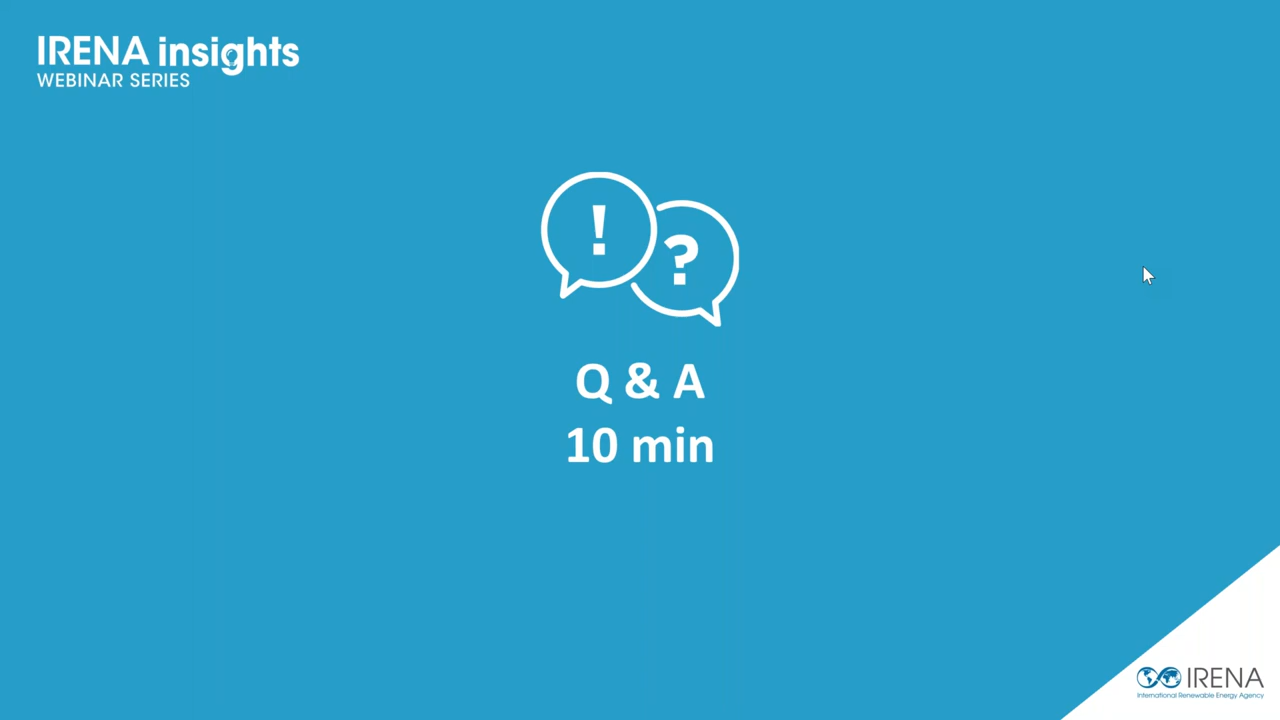 IRENA insights
WEBINAR SERIES
! ?
Q & A
10 min
IRENA
International Renewable Energy Agency